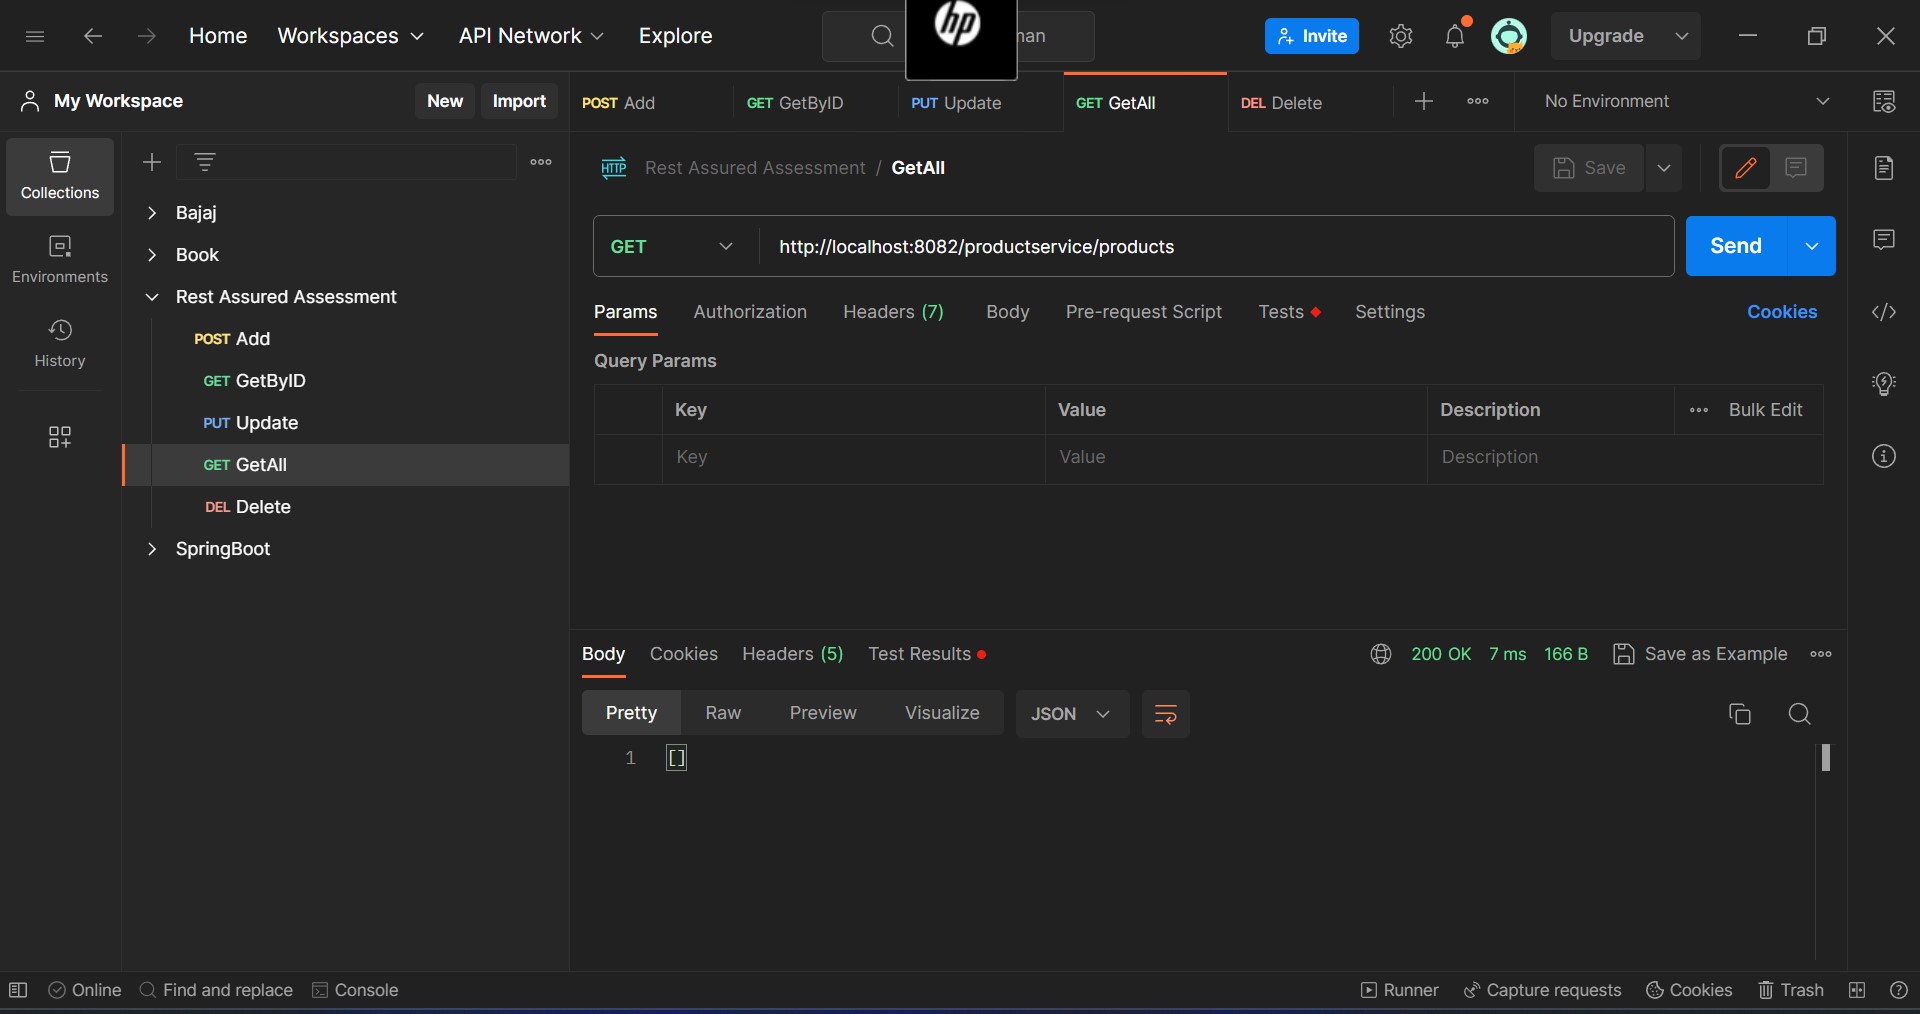 Home Workspaces API Network Explore
hp
man
Invite
Upgrade
My Workspace New Import
POST Add GET GetByID PUT Update GET GetAll DEL Delete
No Environment
Collections
Environments
History
Bajaj
Book
Rest Assured Assessment
POST Add
GET GetByID
PUT Update
GET GetAll
DEL Delete
SpringBoot
HTTP Rest Assured Assessment / GetAll
Save
GET http://localhost:8082/productservice/products
Send
Params Authorization Headers (7) Body Pre-request Script Tests Settings Cookies
Query Params
Key Value Description Bulk Edit
Key Value Description
Body Cookies Headers (5) Test Results 200 OK 7 ms 166 B Save as Example
Pretty Raw Preview Visualize JSON
1 []
Online Find and replace Console Runner Capture requests Cookies Trash